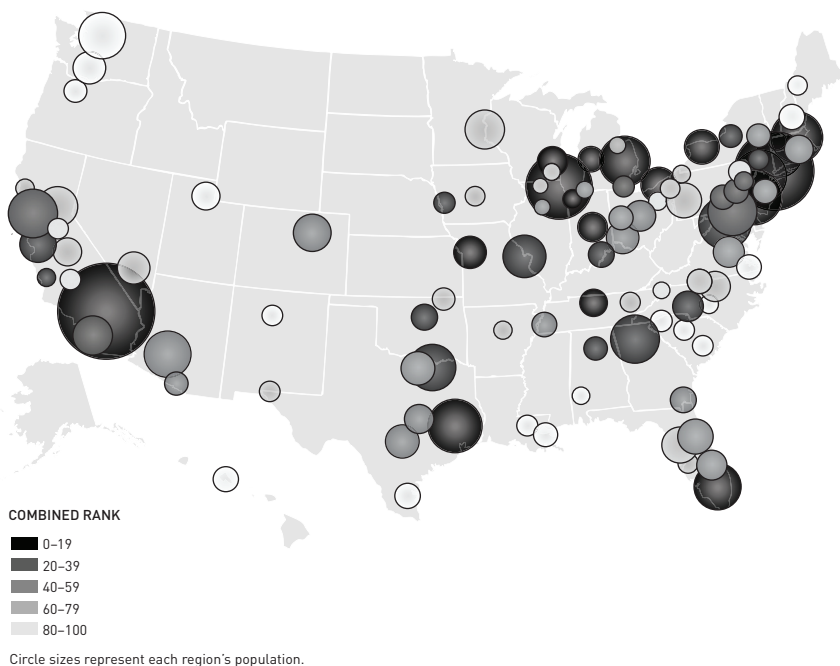 COMBINED RANK
0–19
20–39
40–59
60–79
80–100
Circle sizes represent each region's population.